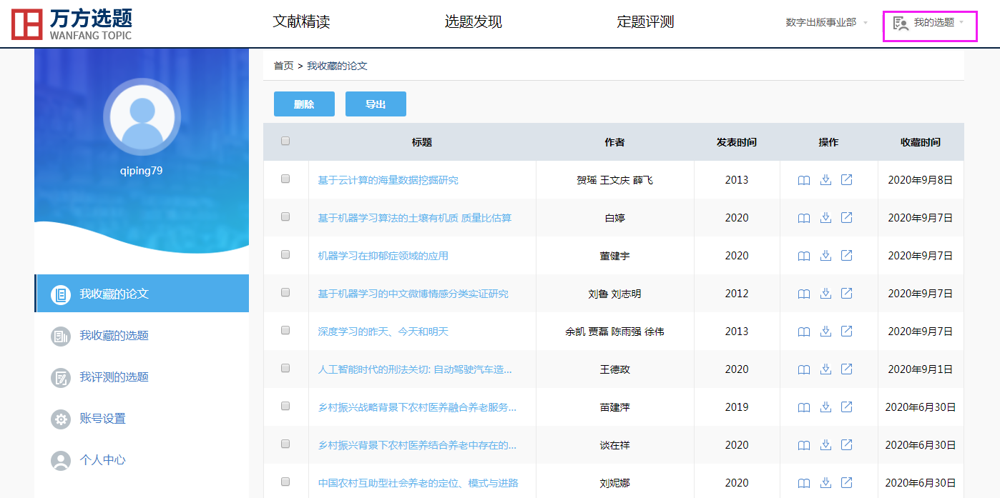 万方选题
WANFANG TOPIC
文献精读 选题发现 定题评测 数字出版事业部 我的选题
qiping79
我收藏的论文
我收藏的选题
我评测的选题
账号设置
个人中心
首页 > 我收藏的论文
删除 导出
标题 作者 发表时间 操作 收藏时间
基于云计算的海量数据挖掘研究 贺瑶 王文庆 薛飞 2013 2020年9月8日
基于机器学习算法的土壤有机质 质量比估算 白婷 2020 2020年9月7日
机器学习在抑郁症领域的应用 董健宇 2020 2020年9月7日
基于机器学习的中文微博情感分类实证研究 刘鲁 刘志明 2012 2020年9月7日
深度学习的昨天、今天和明天 余凯 贾磊 陈雨强 徐伟 2013 2020年9月7日
人工智能时代的刑法关切: 自动驾驶汽车造... 王德政 2020 2020年9月1日
乡村振兴战略背景下农村医养融合养老服务... 苗建萍 2019 2020年6月30日
乡村振兴背景下农村医养结合养老中存在的... 谈在祥 2020 2020年6月30日
中国农村互助型社会养老的定位、模式与进路 刘妮娜 2020 2020年6月30日